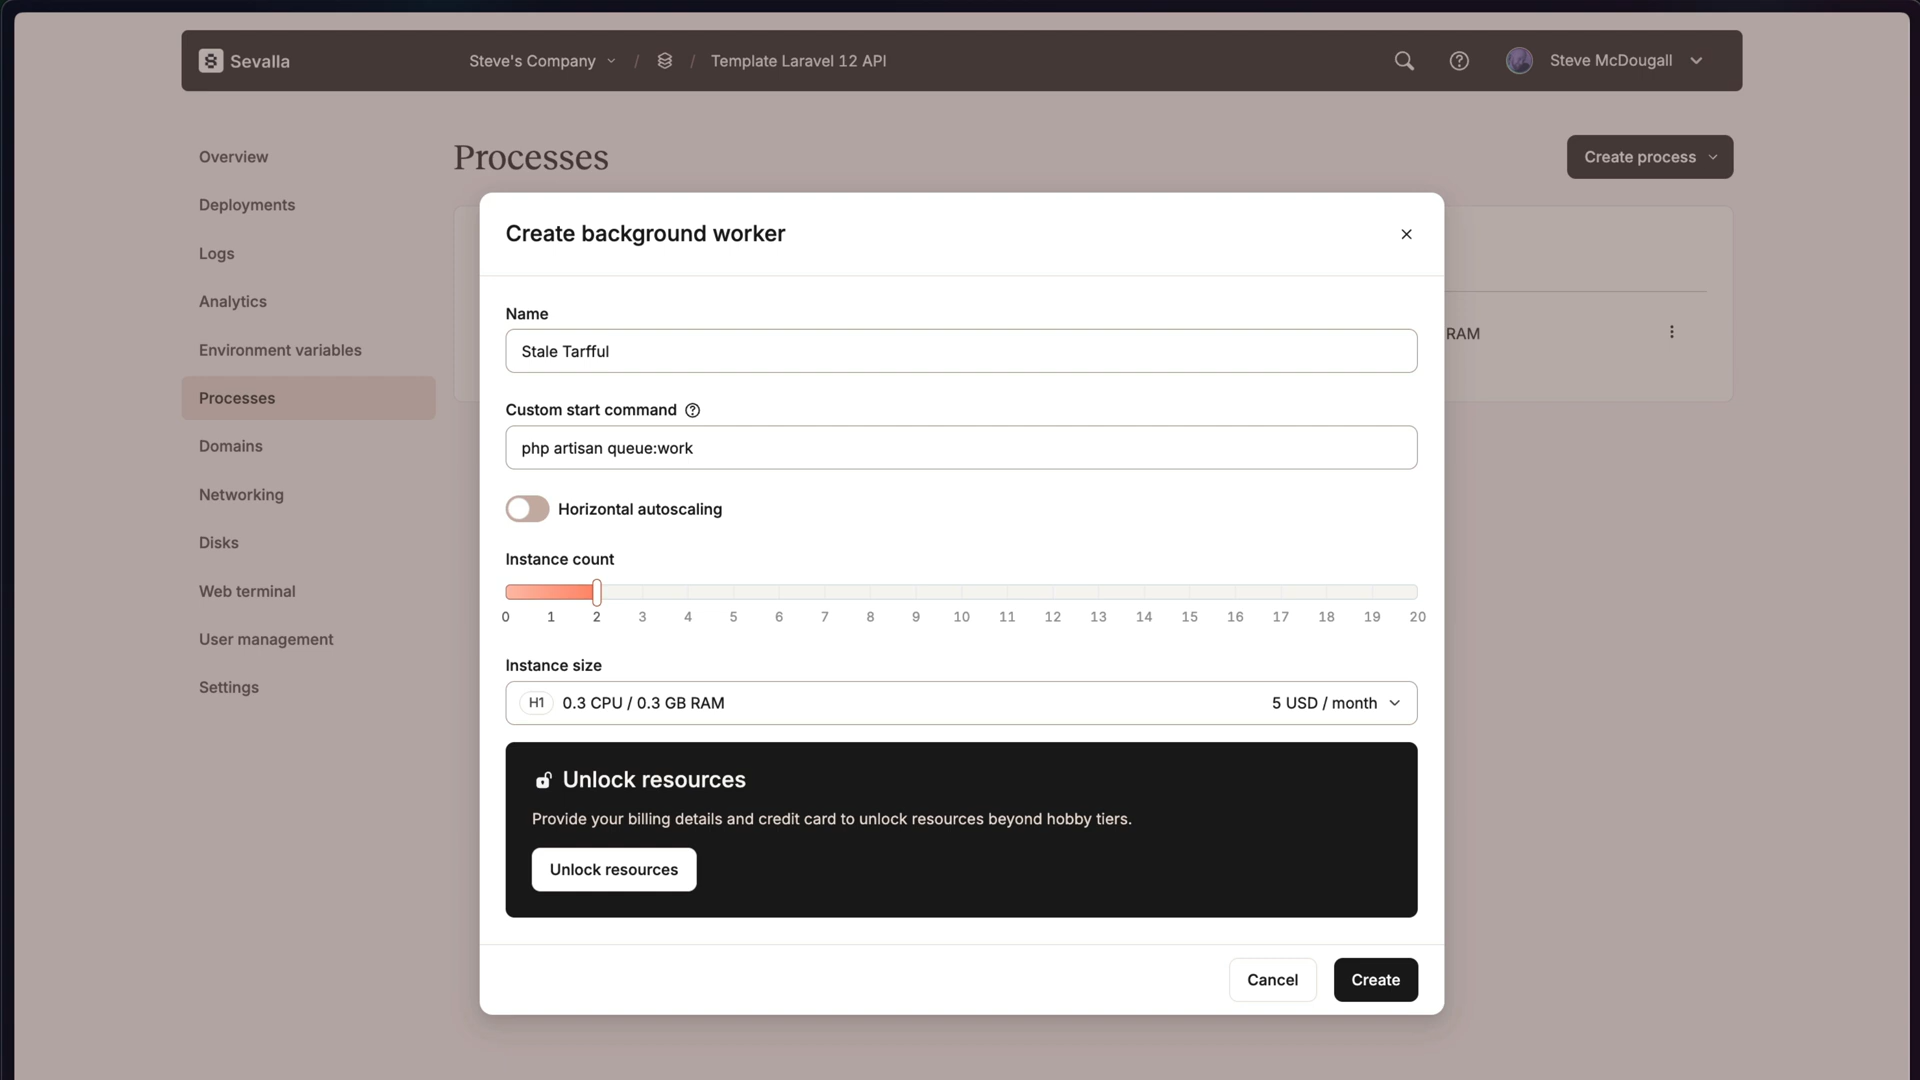 Sevalla
Steve's Company / / Template Laravel 12 API
Steve McDougall
Overview
Deployments
Logs
Analytics
Environment variables
Processes
Domains
Networking
Disks
Web terminal
User management
Settings
Processes
Create process
RAM
Create background worker
Name
Stale Tarfful
Custom start command
php artisan queue:work
Horizontal autoscaling
Instance count
0 1 2 3 4 5 6 7 8 9 10 11 12 13 14 15 16 17 18 19 20
Instance size
H1 0.3 CPU / 0.3 GB RAM 5 USD / month
Unlock resources
Provide your billing details and credit card to unlock resources beyond hobby tiers.
Unlock resources
Cancel Create